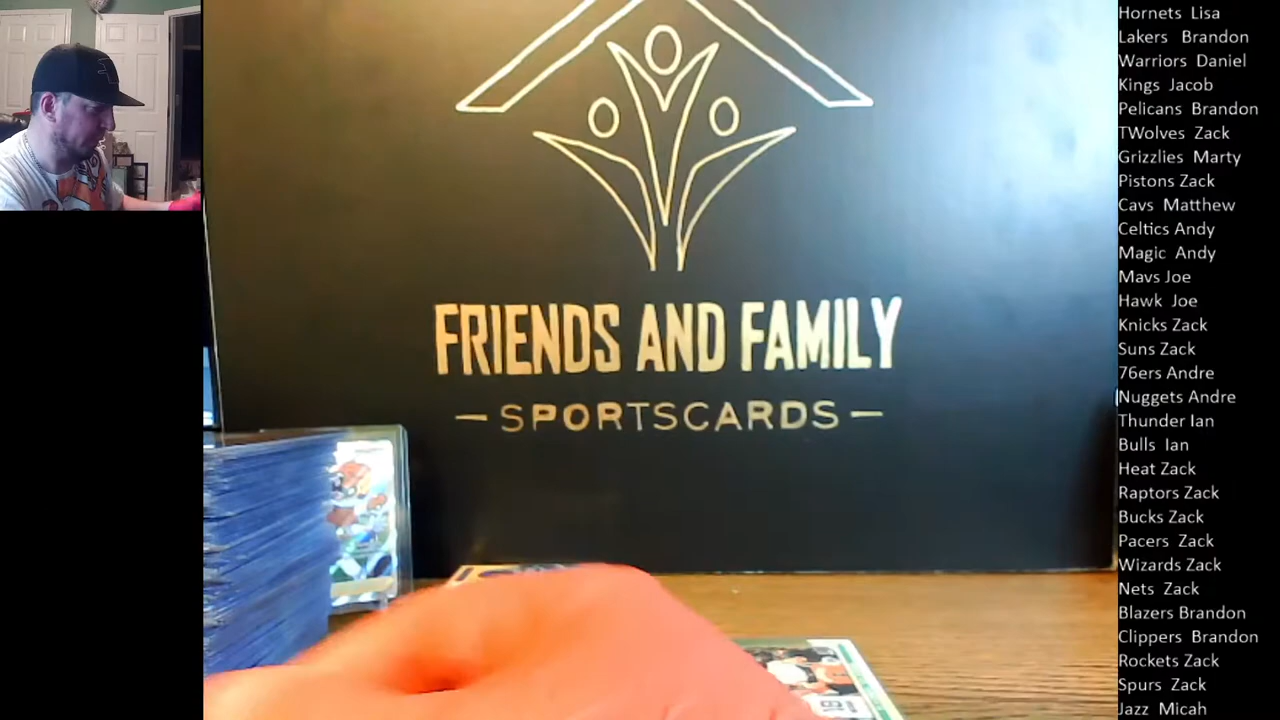 FRIENDS AND FAMILY
— SPORTSCARDS —
Hornets Lisa
Lakers Brandon
Warriors Daniel
Kings Jacob
Pelicans Brandon
TWolves Zack
Grizzlies Marty
Pistons Zack
Cavs Matthew
Celtics Andy
Magic Andy
Mavs Joe
Hawk Joe
Knicks Zack
Suns Zack
76ers Andre
Nuggets Andre
Thunder Ian
Bulls Ian
Heat Zack
Raptors Zack
Bucks Zack
Pacers Zack
Wizards Zack
Nets Zack
Blazers Brandon
Clippers Brandon
Rockets Zack
Spurs Zack
Jazz Micah